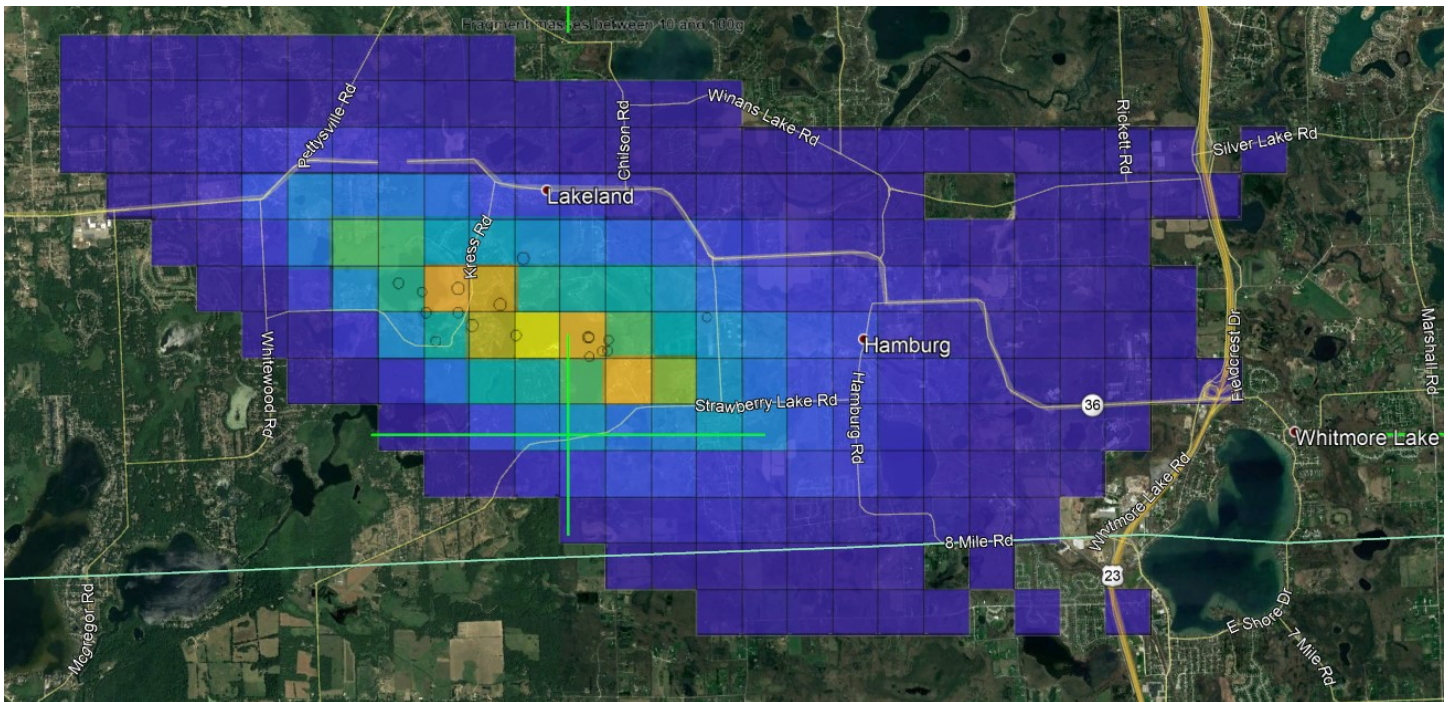 Fragment masses between 10 and 100g
Pettysville Rd
Chilson Rd
Winans Lake Rd
Rickett Rd
Silver Lake Rd
Lakeland
Kress Rd
Whitewood Rd
Hamburg
Fieldcrest Dr
Marshall Rd
Strawberry Lake Rd
36
Hamburg Rd
Whitmore Lake
Whitmore Lake Rd
8 Mile Rd
23
Mcgregor Rd
E Shore Dr
7 Mile Rd